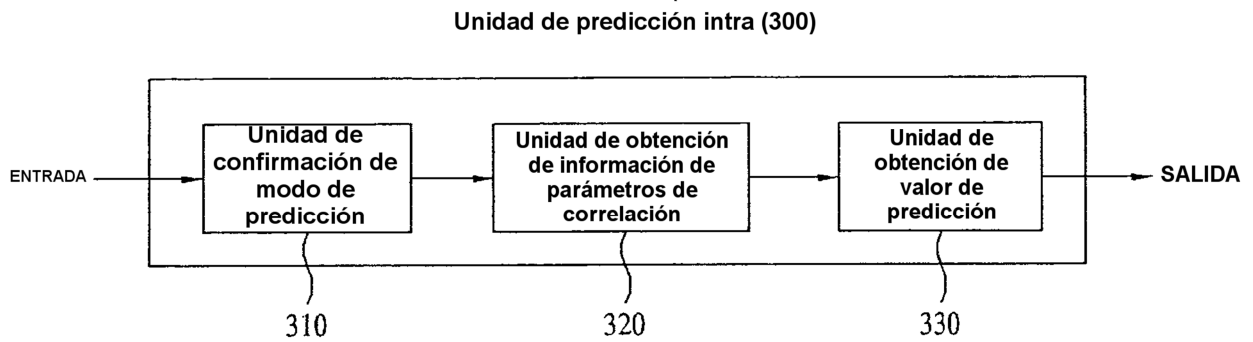 Unidad de predicción intra (300)
ENTRADA
Unidad de
confirmación de
modo de
predicción
Unidad de obtención
de información de
parámetros de
correlación
Unidad de
obtención de
valor de
predicción
SALIDA
310
320
330